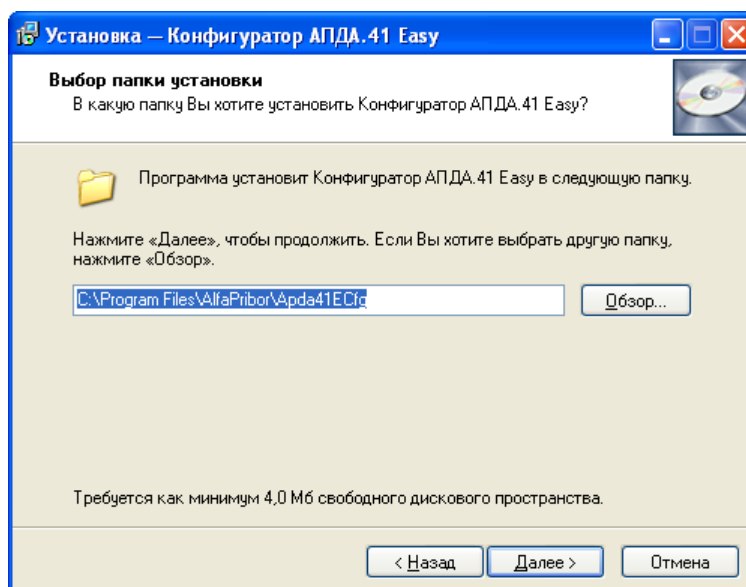 Установка — Конфигуратор АПДА.41 Easy
Выбор папки установки
В какую папку Вы хотите установить Конфигуратор АПДА.41 Easy?
Программа установит Конфигуратор АПДА.41 Easy в следующую папку.
Нажмите «Далее», чтобы продолжить. Если Вы хотите выбрать другую папку,
нажмите «Обзор».
C:\Program Files\AlfaPribor\Apda41ECfg
Обзор...
Требуется как минимум 4,0 Мб свободного дискового пространства.
< Назад
Далее >
Отмена